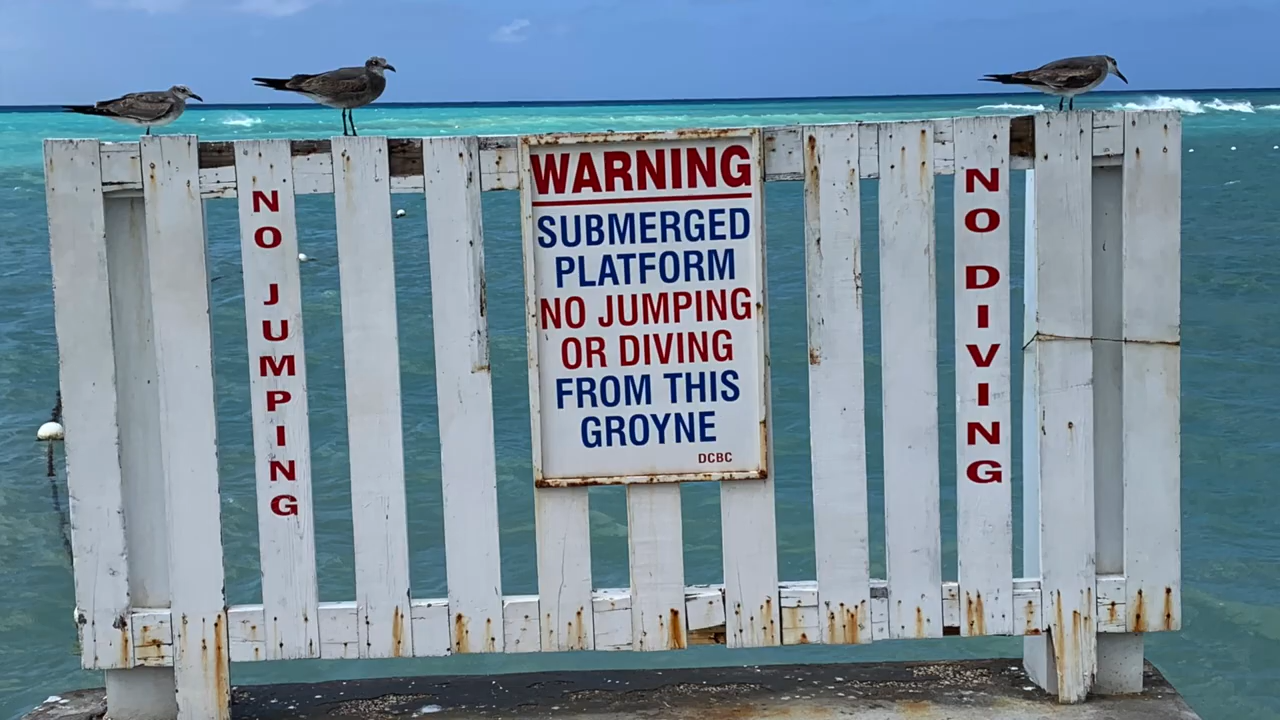 NO JUMPING
WARNING
SUBMERGED
PLATFORM
NO JUMPING
OR DIVING
FROM THIS
GROYNE
DCBC
NO DIVING